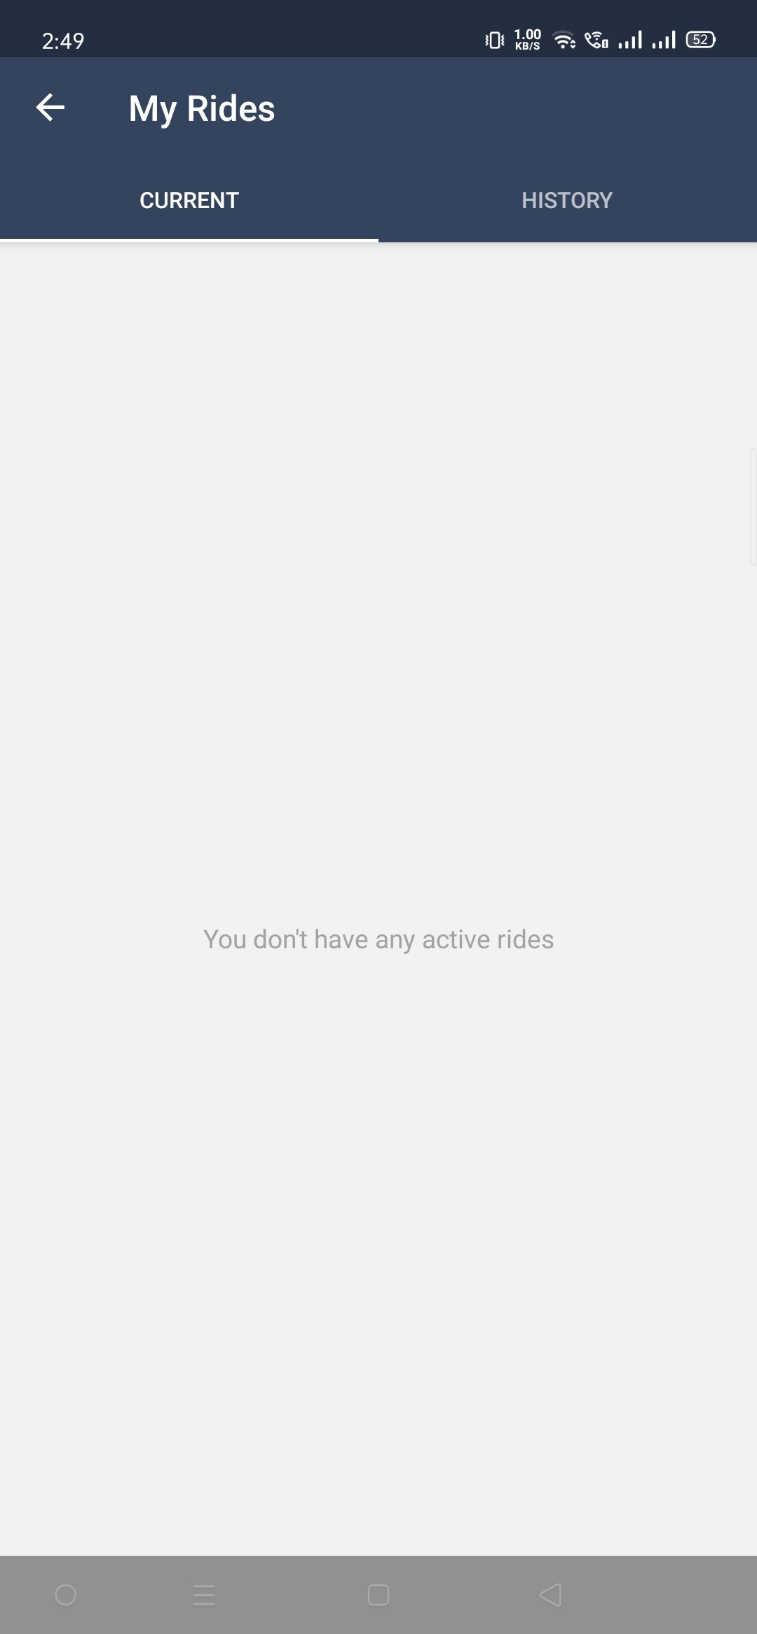 2:49
1.00
KB/S
52
My Rides
CURRENT
HISTORY
You don't have any active rides